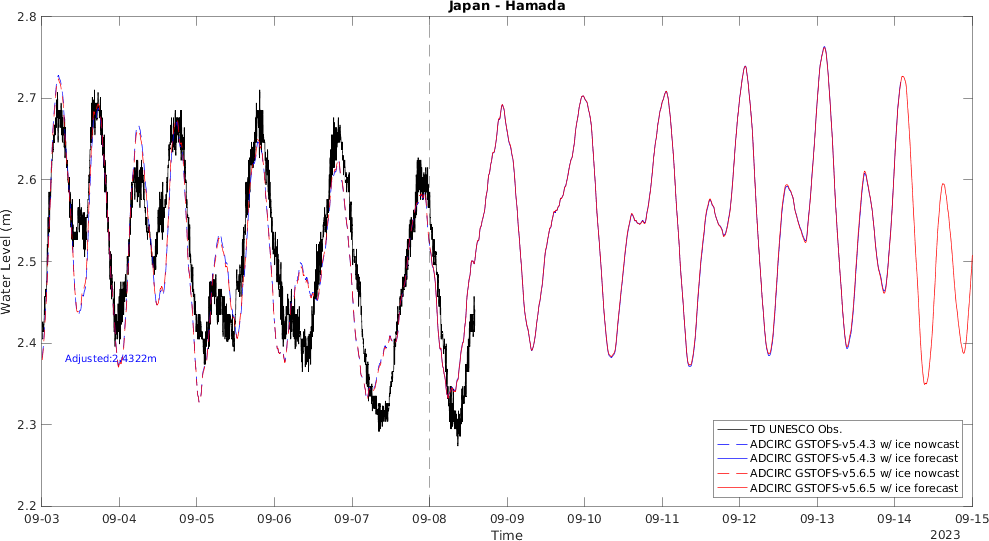 Japan - Hamada
2.8
2.7
2.6
2.5
2.4
2.3
2.2
Water Level (m)
Adjusted:2.4322m
TD UNESCO Obs.
ADCIRC GSTOFS-v5.4.3 w/ ice nowcast
ADCIRC GSTOFS-v5.4.3 w/ ice forecast
ADCIRC GSTOFS-v5.6.5 w/ ice nowcast
ADCIRC GSTOFS-v5.6.5 w/ ice forecast
09-03 09-04 09-05 09-06 09-07 09-08 09-09 09-10 09-11 09-12 09-13 09-14 09-15
Time
2023